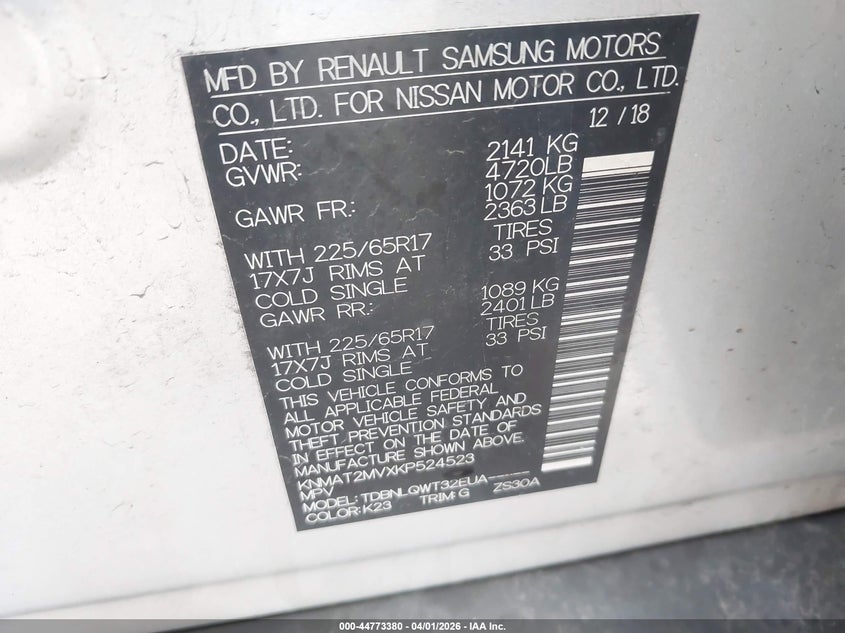 MFD BY RENAULT SAMSUNG MOTORS
CO., LTD. FOR NISSAN MOTOR CO., LTD.
DATE: 12 / 18
GVWR: 2141 KG
4720LB
GAWR FR.: 1072 KG
2363 LB
WITH 225/65R17 TIRES
17X7J RIMS AT 33 PSI
COLD SINGLE
GAWR RR.: 1089 KG
2401 LB
WITH 225/65R17 TIRES
17X7J RIMS AT 33 PSI
COLD SINGLE
THIS VEHICLE CONFORMS TO
ALL APPLICABLE FEDERAL
MOTOR VEHICLE SAFETY AND
THEFT PREVENTION STANDARDS
IN EFFECT ON THE DATE OF
MANUFACTURE SHOWN ABOVE.
KNMAT2MVXKP524523
MPV
MODEL: TDBNLQWT32EUA----- ZS30A
COLOR: K23 TRIM: G
000-44773380 • 04/01/2026 • IAA Inc.